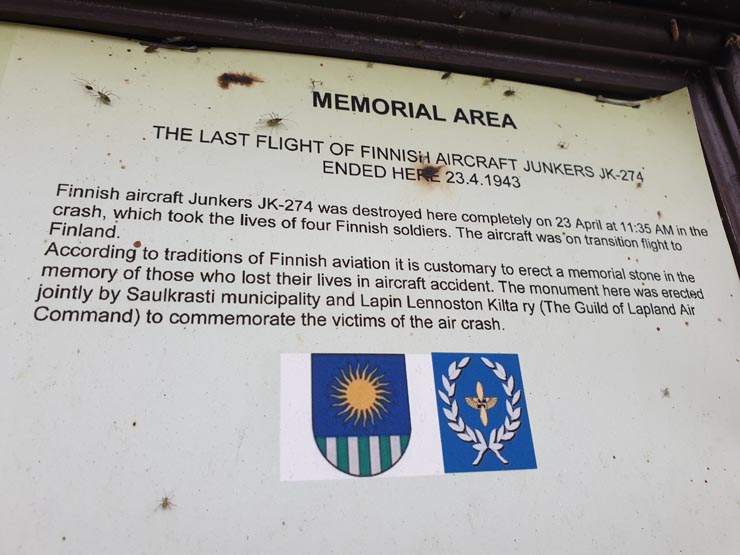 MEMORIAL AREA
THE LAST FLIGHT OF FINNISH AIRCRAFT JUNKERS JK-274
ENDED HERE 23.4.1943
Finnish aircraft Junkers JK-274 was destroyed here completely on 23 April at 11:35 AM in the
crash, which took the lives of four Finnish soldiers. The aircraft was on transition flight to
Finland.
According to traditions of Finnish aviation it is customary to erect a memorial stone in the
memory of those who lost their lives in aircraft accident. The monument here was erected
jointly by Saulkrasti municipality and Lapin Lennoston Kilta ry (The Guild of Lapland Air
Command) to commemorate the victims of the air crash.